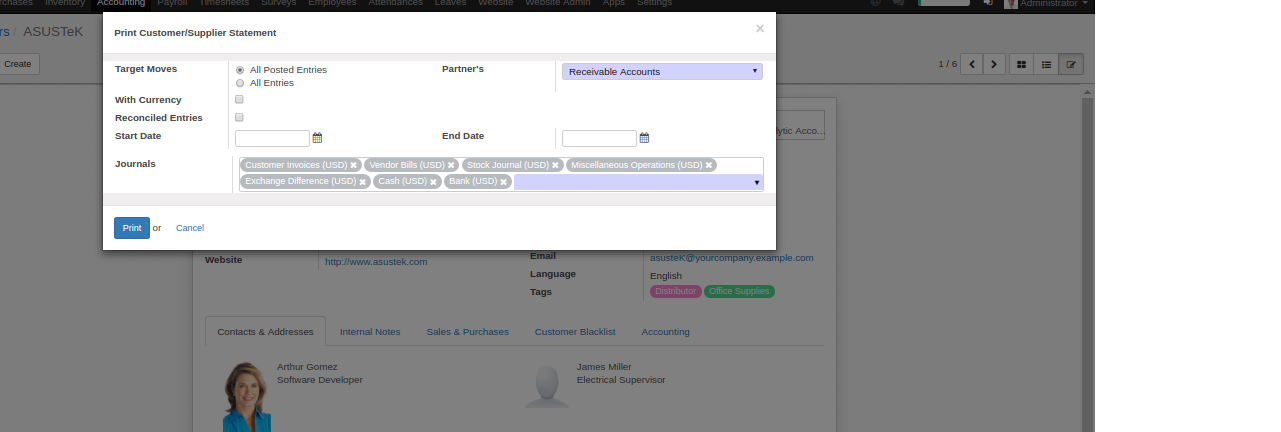 Inventory Accounting Payroll Timesheets Surveys Employees Attendances Leaves Website Website Admin Apps Settings
Administrator
ASUSTeK
Create
1 / 6
Print Customer/Supplier Statement ×
Target Moves
All Posted Entries
All Entries
Partner's
Receivable Accounts
With Currency
Reconciled Entries
Start Date
End Date
Journals
Customer Invoices (USD) Vendor Bills (USD) Stock Journal (USD) Miscellaneous Operations (USD)
Exchange Difference (USD) Cash (USD) Bank (USD)
Print or Cancel
Website
http://www.asustek.com
Email
asusteK@yourcompany.example.com
Language
English
Tags
Distributor Office Supplies
Contacts & Addresses Internal Notes Sales & Purchases Customer Blacklist Accounting
Arthur Gomez
Software Developer
James Miller
Electrical Supervisor